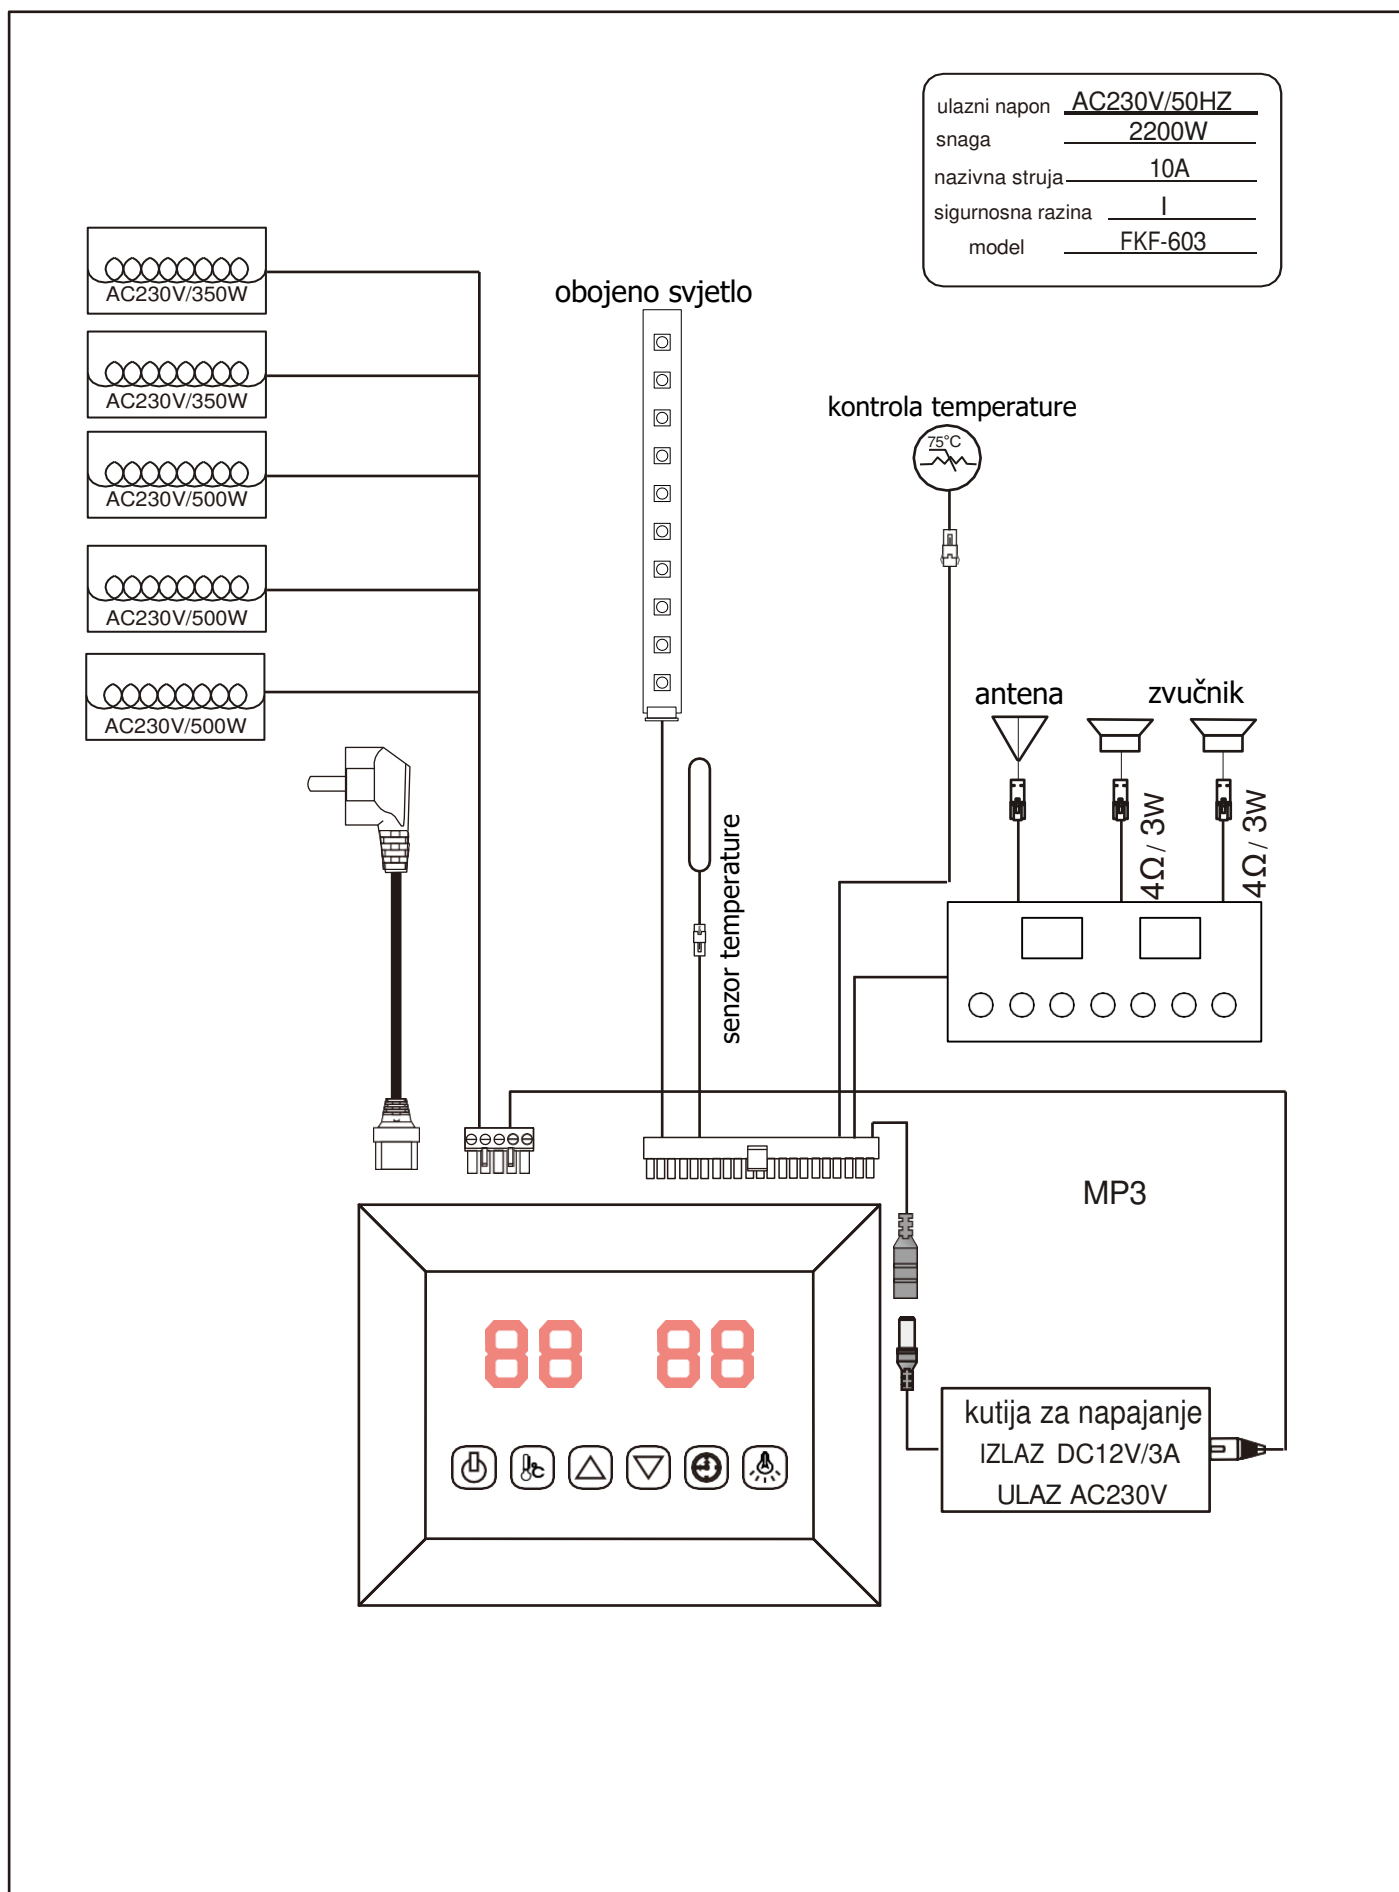 ulazni napon AC230V/50HZ
snaga 2200W
nazivna struja 10A
sigurnosna razina I
model FKF-603
AC230V/350W
AC230V/350W
AC230V/500W
AC230V/500W
AC230V/500W
obojeno svjetlo
kontrola temperature
75°C
antena zvučnik
4Ω/ 3W
4Ω/ 3W
senzor temperature
MP3
88 88
°C
kutija za napajanje
IZLAZ DC12V/3A
ULAZ AC230V